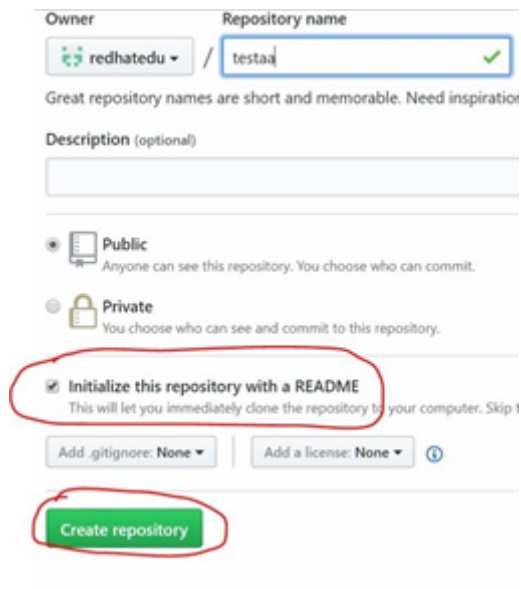 Owner Repository name
redhatedu / testaa
Great repository names are short and memorable. Need inspiration
Description (optional)
Public
Anyone can see this repository. You choose who can commit.
Private
You choose who can see and commit to this repository.
Initialize this repository with a README
This will let you immediately clone the repository to your computer. Skip t
Add .gitignore: None Add a license: None
Create repository